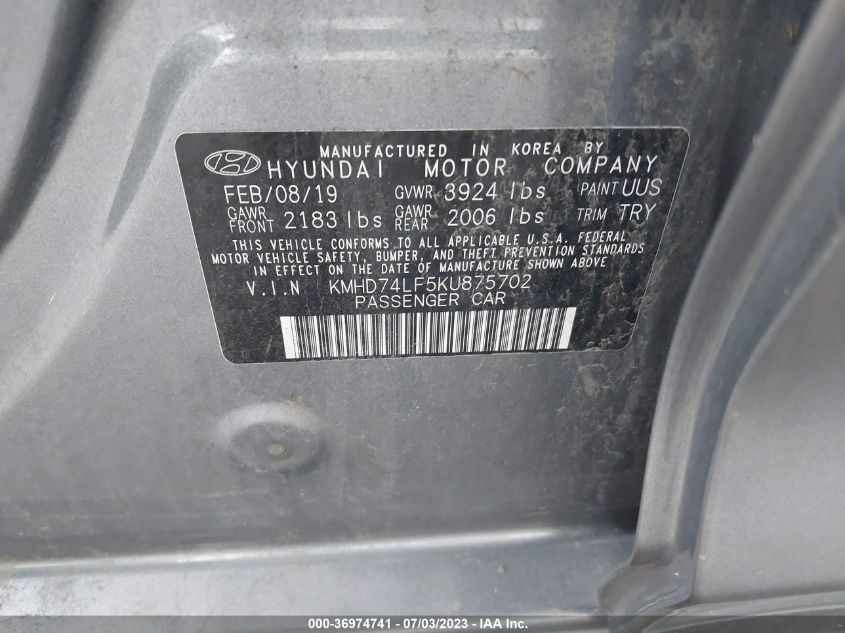 MANUFACTURED IN KOREA BY
HYUNDAI MOTOR COMPANY
FEB/08/19 GVWR 3924 lbs PAINT UUS
GAWR FRONT 2183 lbs GAWR REAR 2006 lbs TRIM TRY
THIS VEHICLE CONFORMS TO ALL APPLICABLE U.S.A. FEDERAL
MOTOR VEHICLE SAFETY, BUMPER, AND THEFT PREVENTION STANDARDS
IN EFFECT ON THE DATE OF MANUFACTURE SHOWN ABOVE
V.I.N KMHD74LF5KU875702
PASSENGER CAR
000-36974741 - 07/03/2023 - IAA Inc.